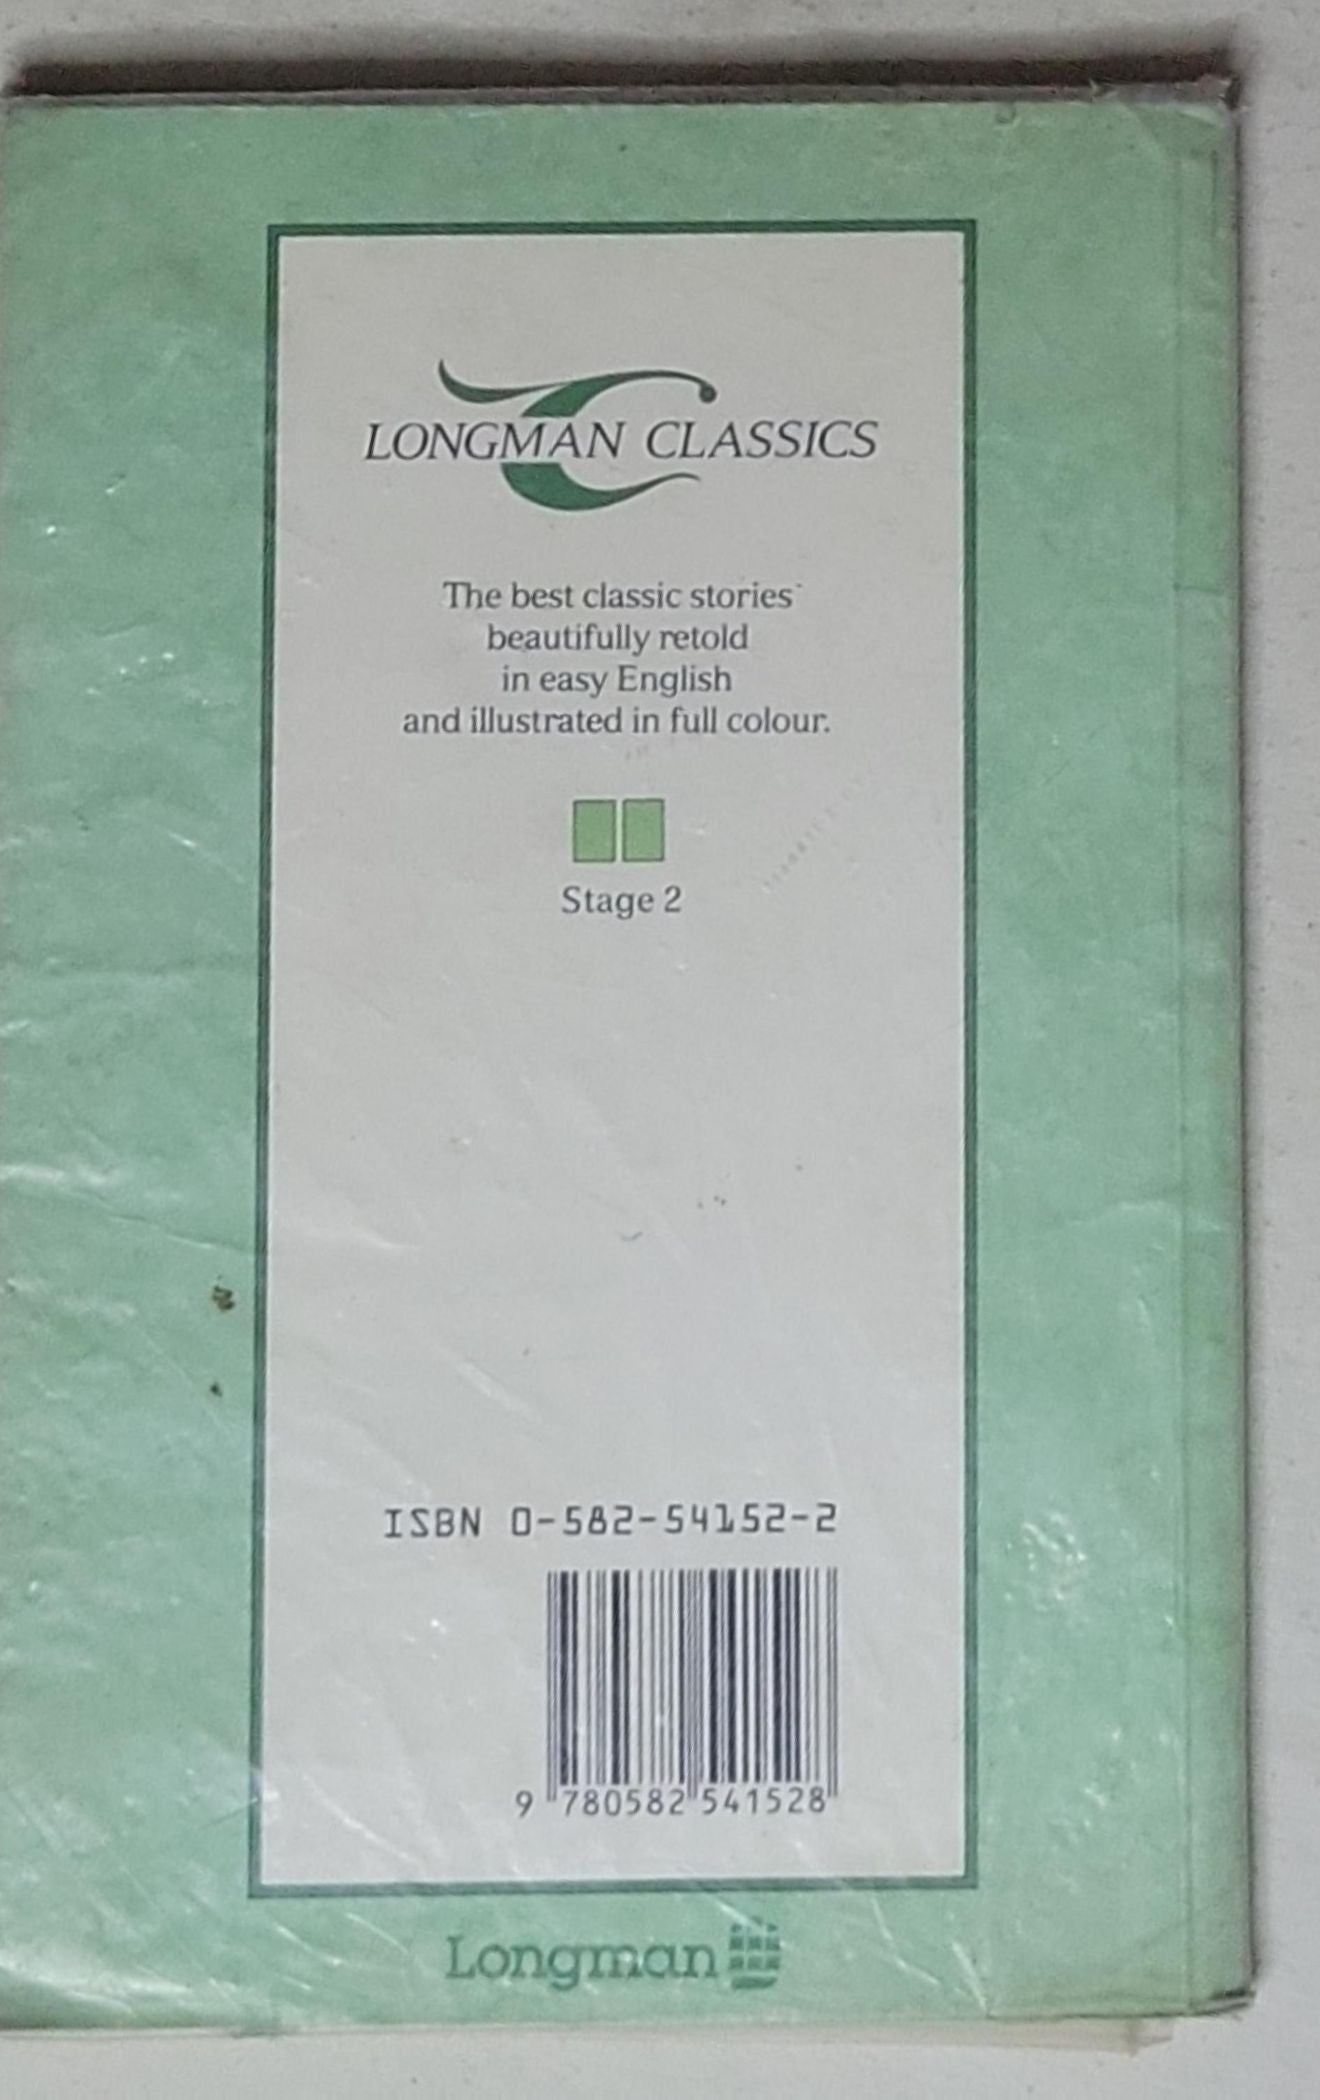 LONGMAN CLASSICS
The best classic stories
beautifully retold
in easy English
and illustrated in full colour.
Stage 2
ISBN 0-582-54152-2
9 780582 541528
Longman